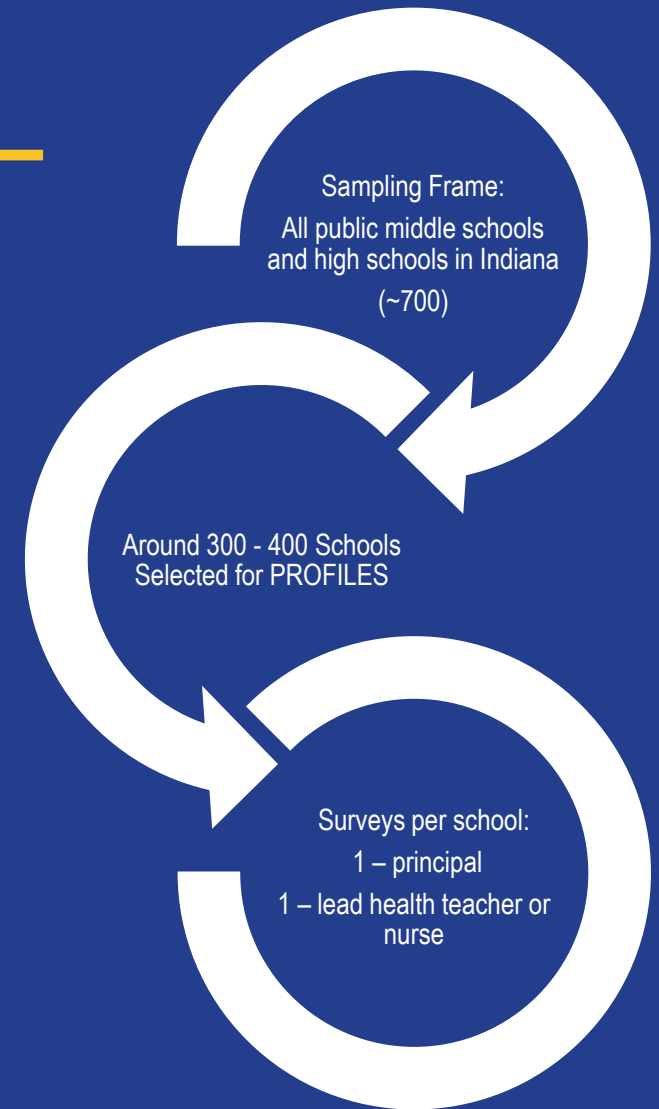 Sampling Frame:
All public middle schools
and high schools in Indiana
(~700)
Around 300 - 400 Schools
Selected for PROFILES
Surveys per school:
1 – principal
1 – lead health teacher or
nurse